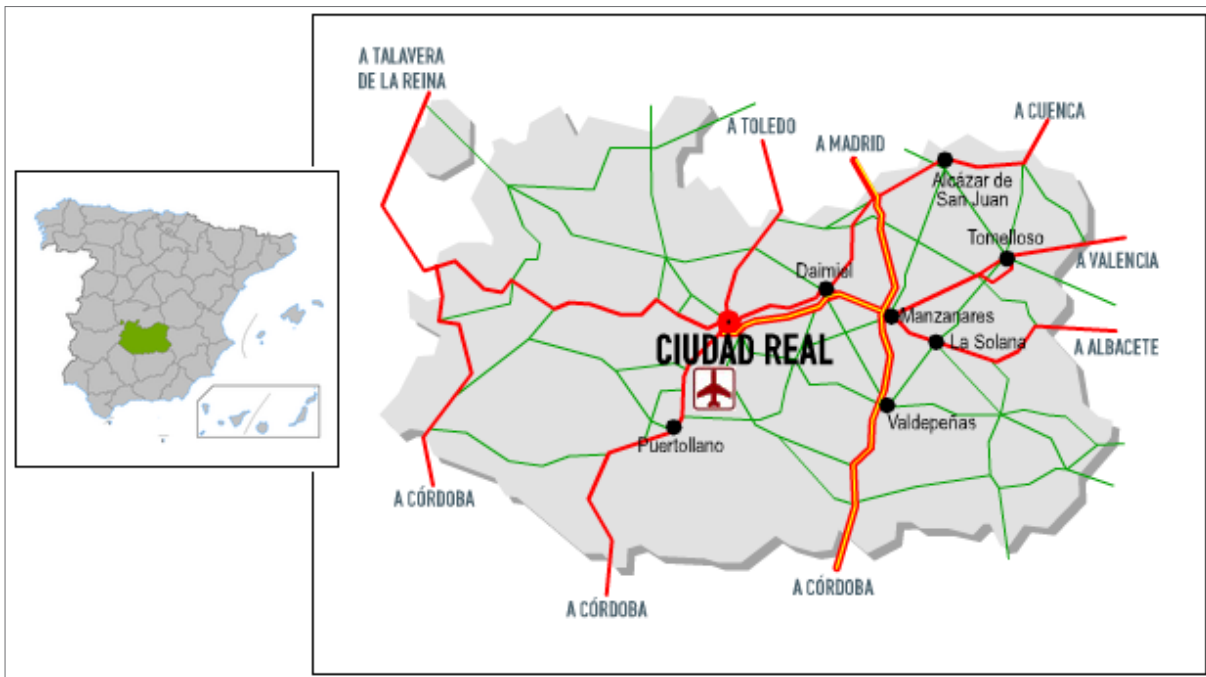 A TALAVERA
DE LA REINA
A TOLEDO
A MADRID
A CUENCA
Alcázar de
San Juan
Tomelloso
A VALENCIA
Daimiel
Manzanares
La Solana
A ALBACETE
CIUDAD REAL
Valdepeñas
Puertollano
A CÓRDOBA
A CÓRDOBA
A CÓRDOBA